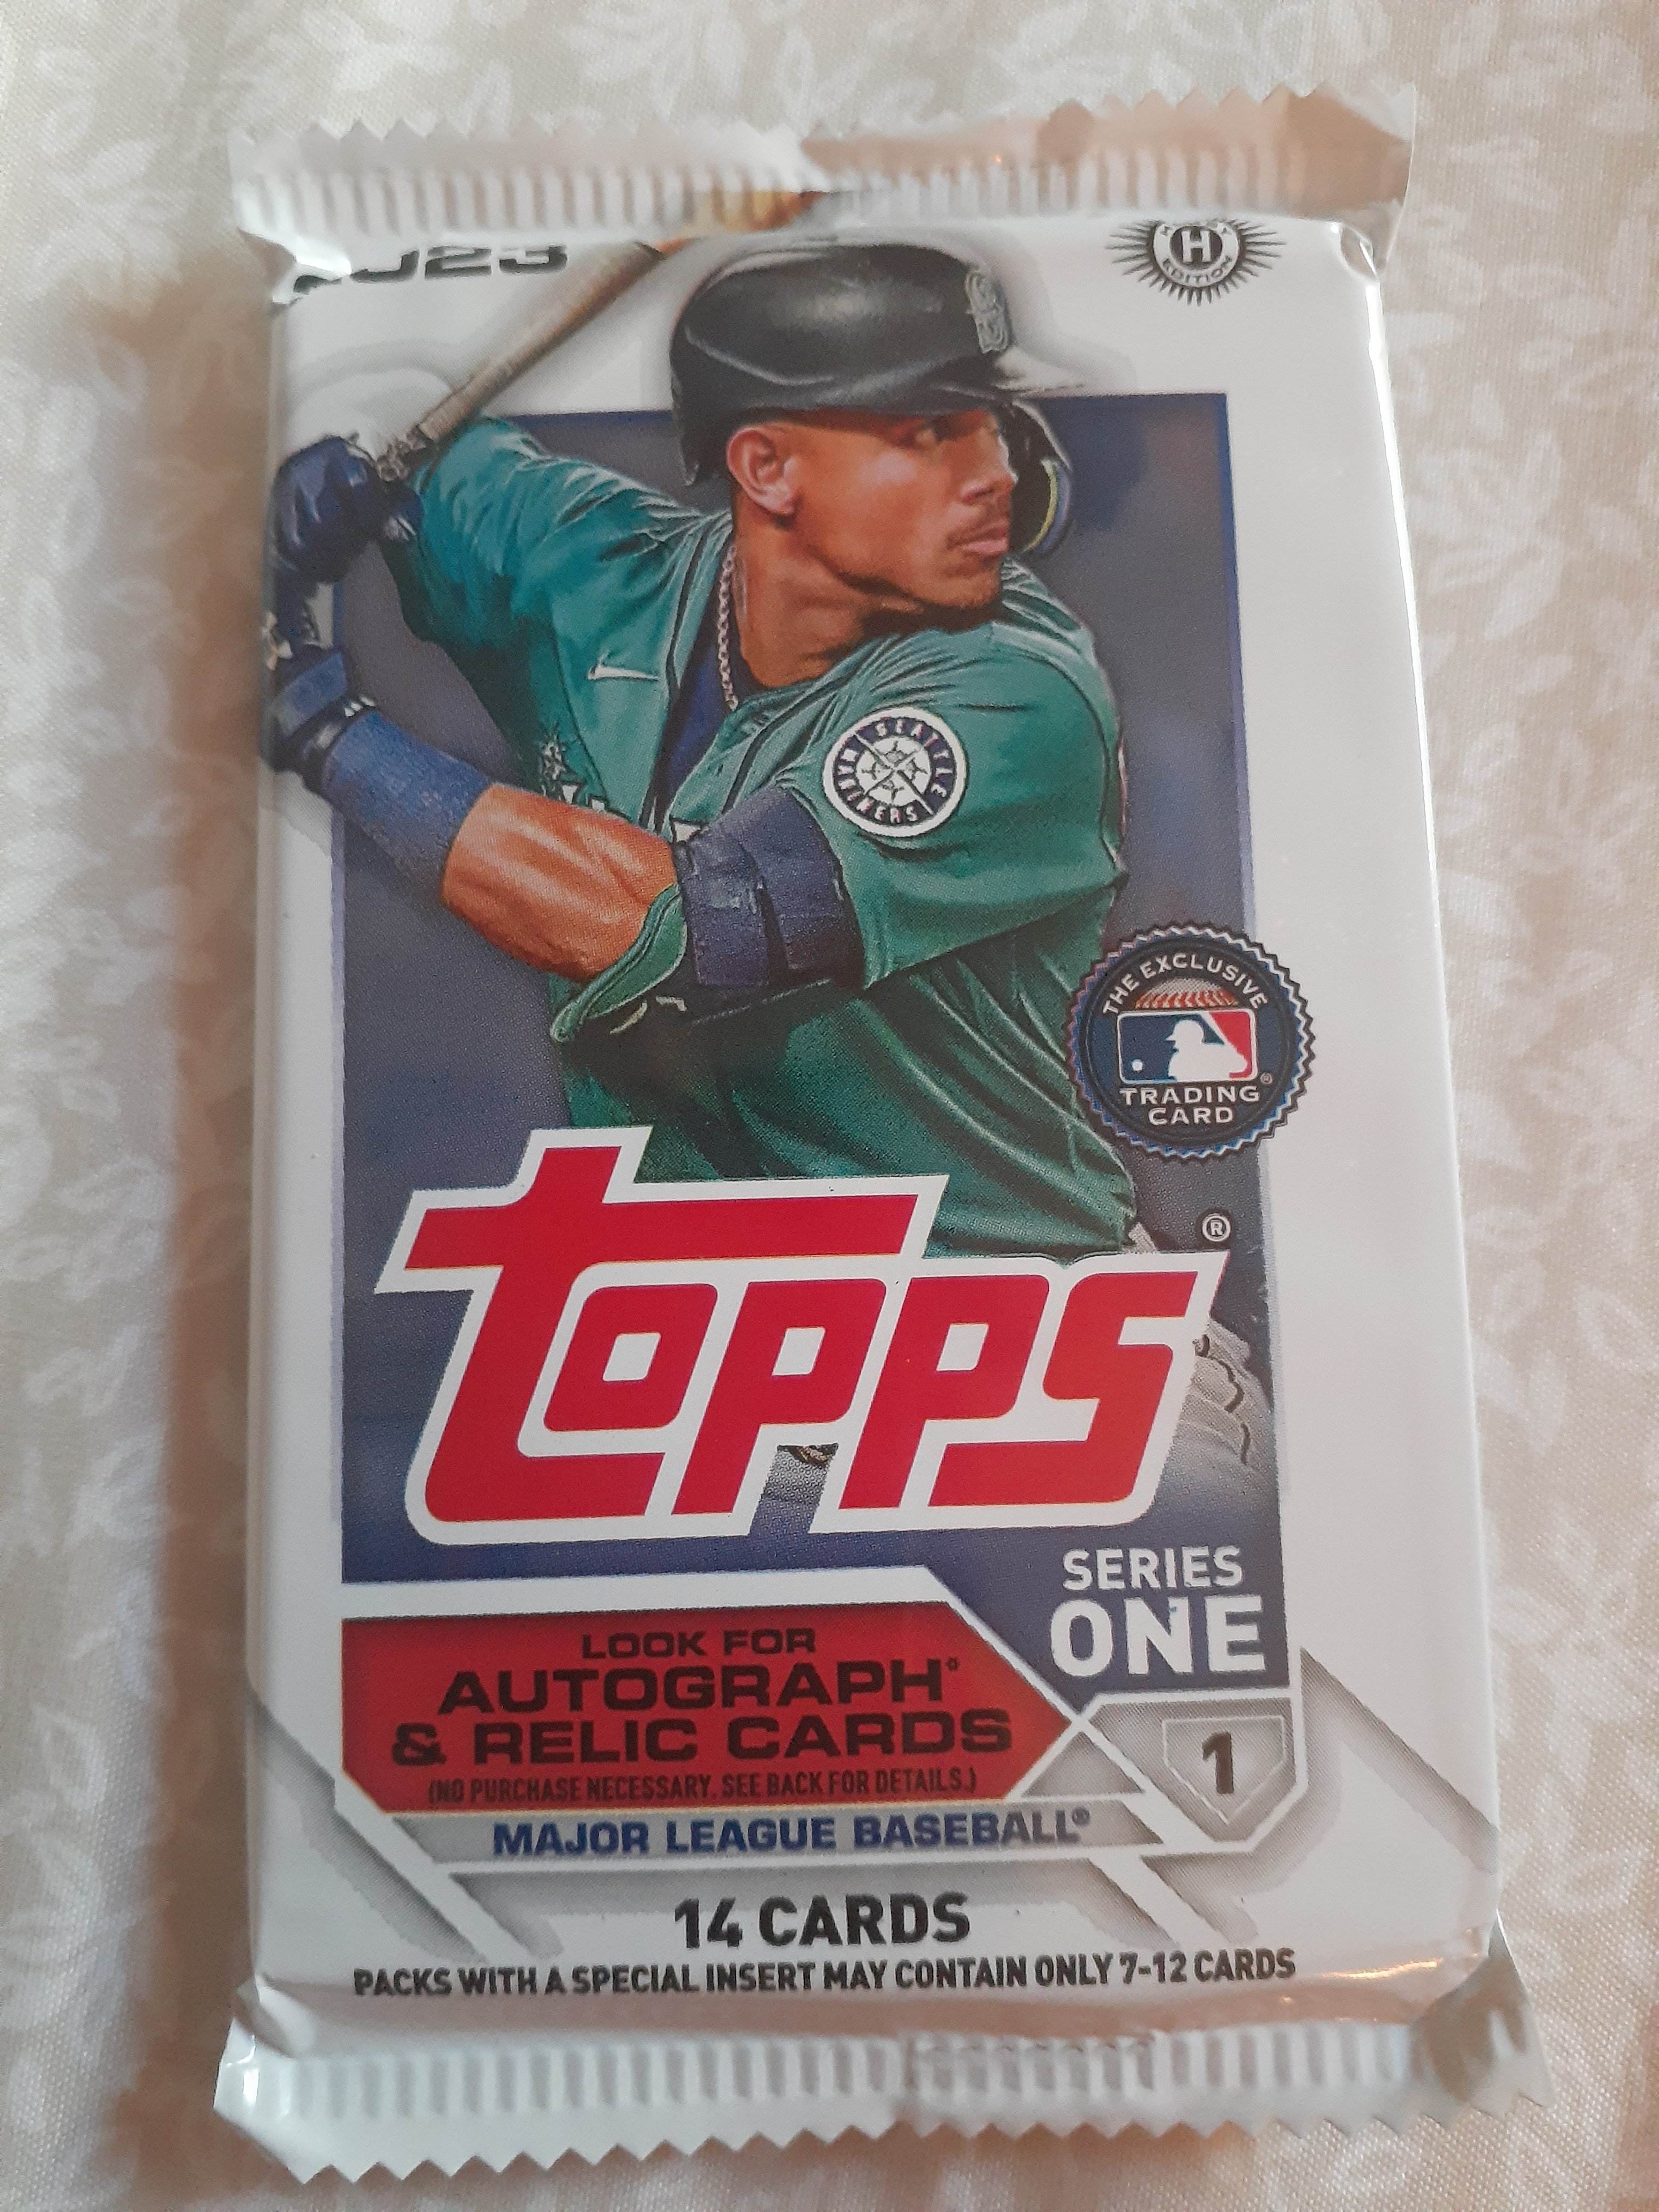 2023
H
EDITION
SEATTLE
MARINERS
THE EXCLUSIVE
TRADING
CARD
®
topps
SERIES
ONE
LOOK FOR
AUTOGRAPH*
& RELIC CARDS
(NO PURCHASE NECESSARY. SEE BACK FOR DETAILS.)
1
MAJOR LEAGUE BASEBALL®
14 CARDS
PACKS WITH A SPECIAL INSERT MAY CONTAIN ONLY 7-12 CARDS